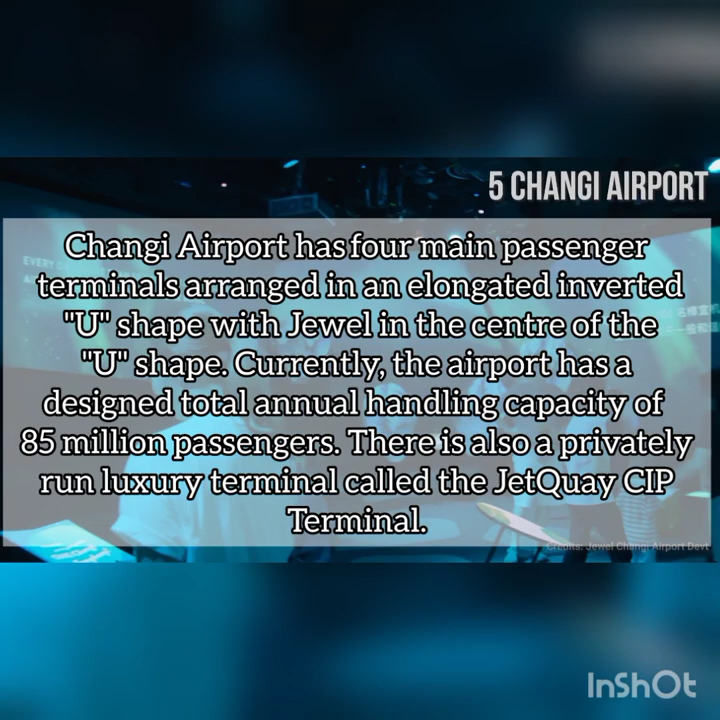 5 CHANGI AIRPORT
Changi Airport has four main passenger
terminals arranged in an elongated inverted
"U" shape with Jewel in the centre of the
"U" shape. Currently, the airport has a
designed total annual handling capacity of
85 million passengers. There is also a privately
run luxury terminal called the JetQuay CIP
Terminal.
Credits: Jewel Changi Airport Devt
InShOt